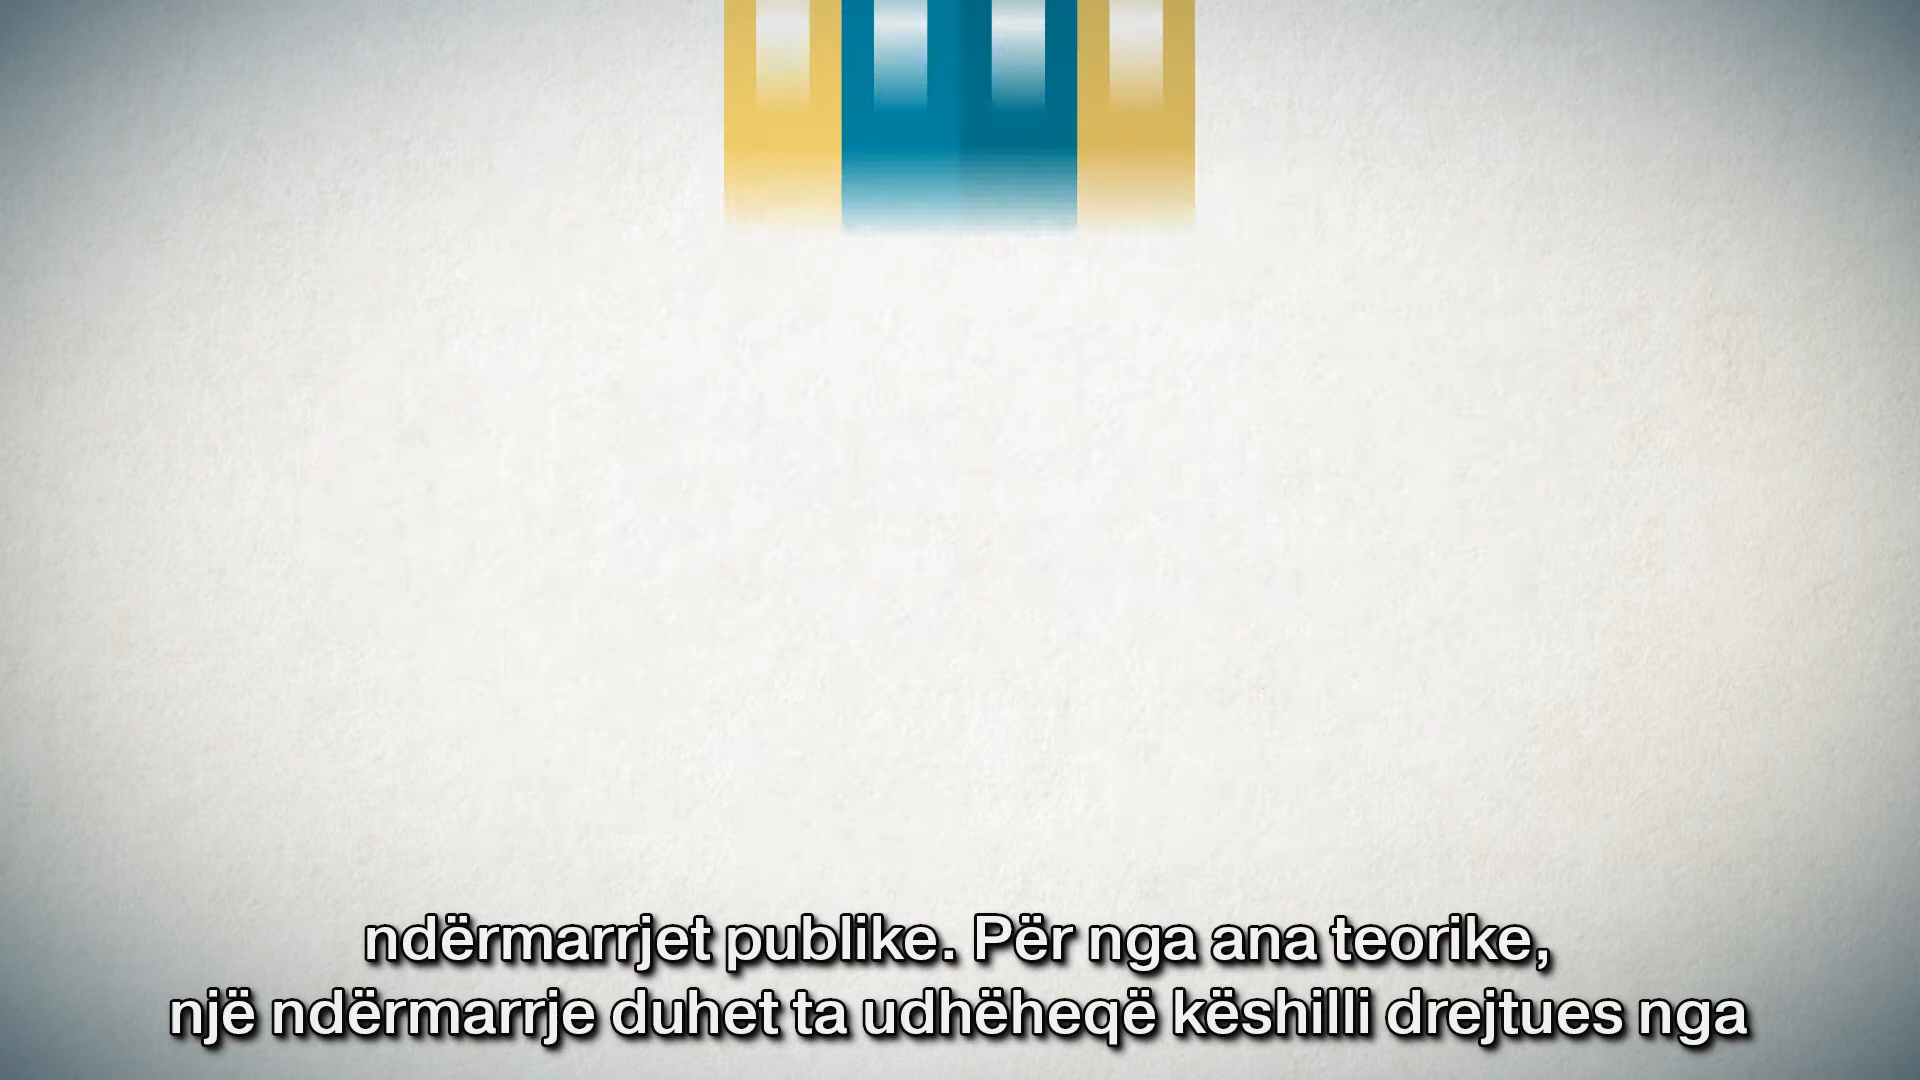 ndërmarrjet publike. Për nga ana teorike,
një ndërmarrje duhet ta udhëheqë këshilli drejtues nga